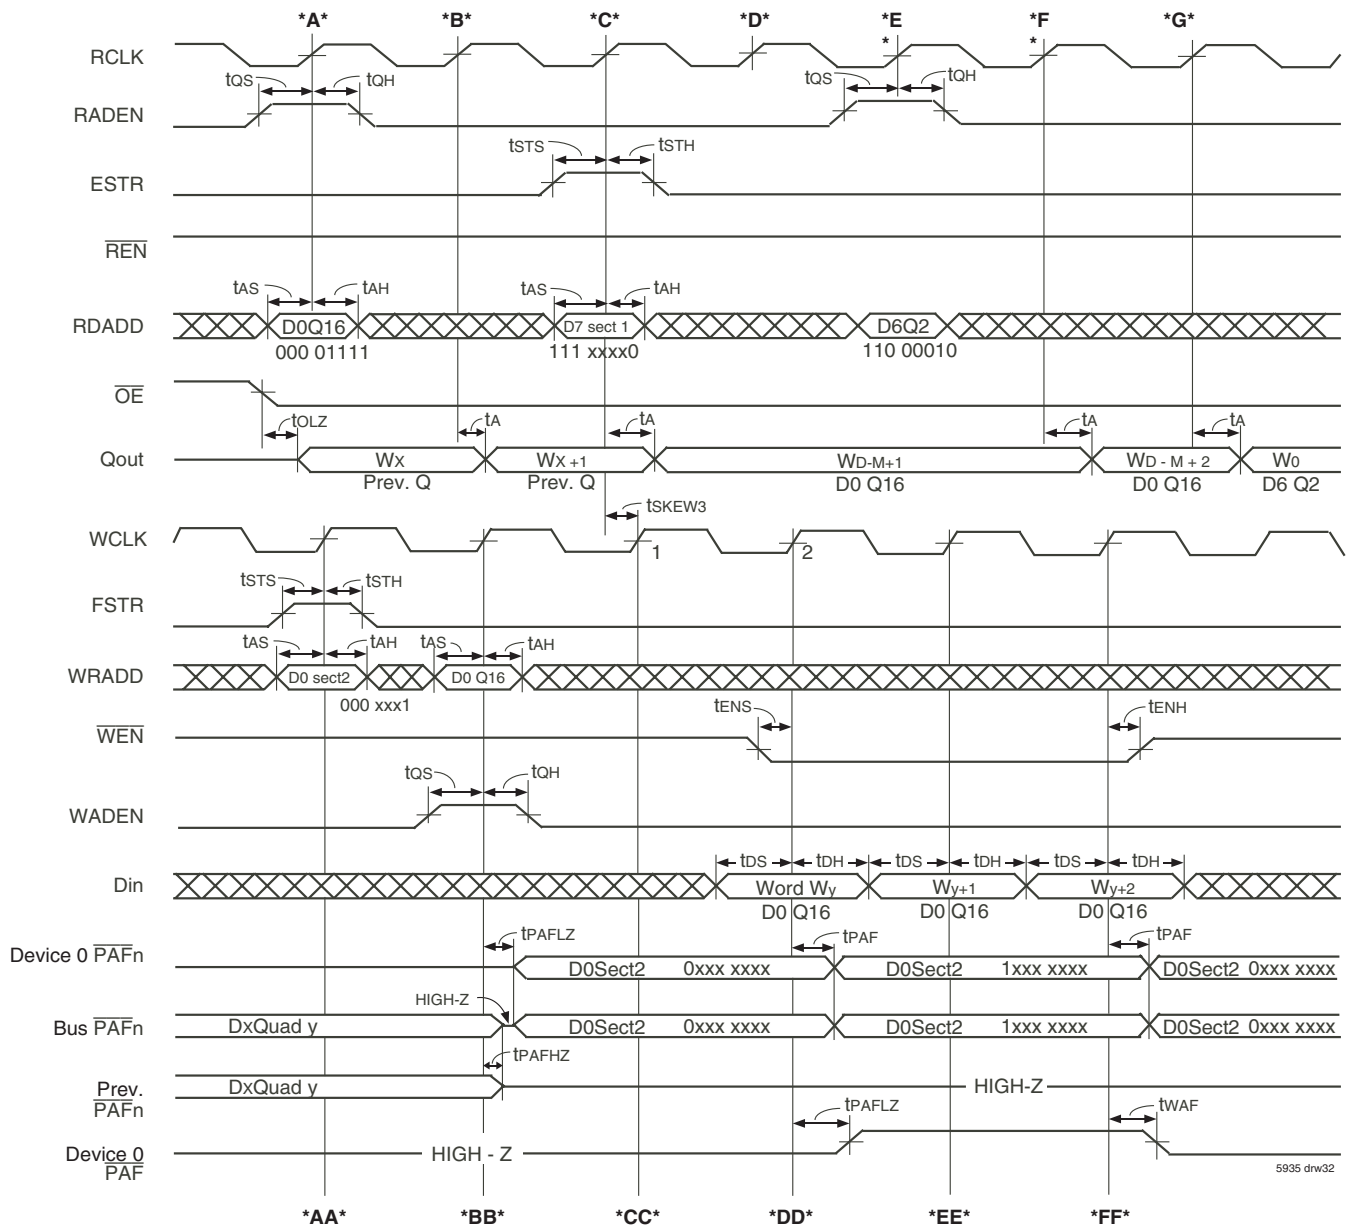 *A* *B* *C* *D* *E* *F* *G*
RCLK
tQS tQH tQS tQH
RADEN
tSTS tSTH
ESTR
REN
tAS tAH tAS tAH
RDADD D0Q16 D7 sect 1 D6Q2
000 01111 111 xxxx0 110 00010
OE
tOLZ tA tA tA tA
Qout WX WX +1 WD-M+1 WD - M + 2 W0
Prev. Q Prev. Q D0 Q16 D0 Q16 D6 Q2
tSKEW3
WCLK 1 2
tSTS tSTH
FSTR
tAS tAH tAS tAH
WRADD D0 sect2 D0 Q16
000 xxx1
tENS tENH
WEN
tQS tQH
WADEN
tDS tDH tDS tDH tDS tDH
Din Word Wy Wy+1 Wy+2
D0 Q16 D0 Q16 D0 Q16
tPAFLZ tPAF tPAF
Device 0 PAFn D0Sect2 0xxx xxxx D0Sect2 1xxx xxxx D0Sect2 0xxx xxxx
HIGH-Z
Bus PAFn DxQuad y D0Sect2 0xxx xxxx D0Sect2 1xxx xxxx D0Sect2 0xxx xxxx
tPAFHZ
Prev. DxQuad y HIGH-Z
PAFn
tPAFLZ tWAF
Device 0 HIGH - Z
PAF
5935 drw32
*AA* *BB* *CC* *DD* *EE* *FF*